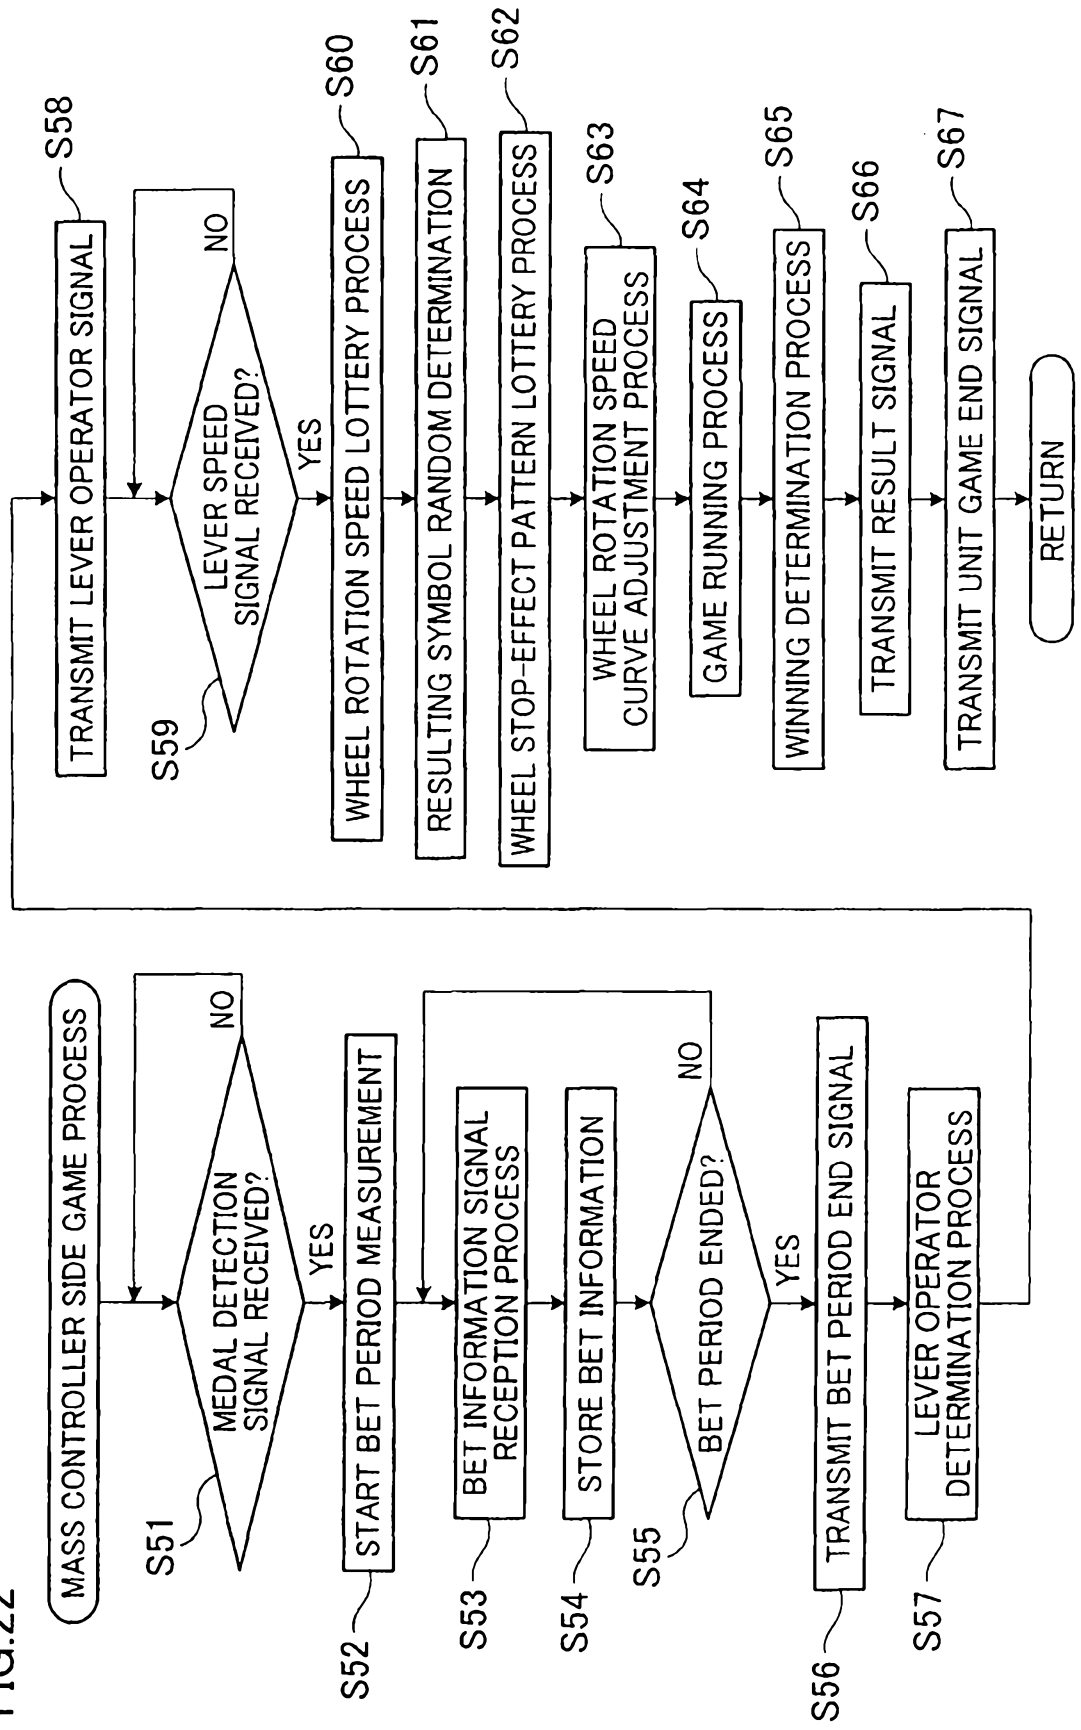 FIG.22
MASS CONTROLLER SIDE GAME PROCESS
S51
MEDAL DETECTION
SIGNAL RECEIVED?
NO
YES
S52
START BET PERIOD MEASUREMENT
S53
BET INFORMATION SIGNAL
RECEPTION PROCESS
S54
STORE BET INFORMATION
S55
BET PERIOD ENDED?
NO
YES
S56
TRANSMIT BET PERIOD END SIGNAL
S57
LEVER OPERATOR
DETERMINATION PROCESS
TRANSMIT LEVER OPERATOR SIGNAL
S58
S59
LEVER SPEED
SIGNAL RECEIVED?
NO
YES
WHEEL ROTATION SPEED LOTTERY PROCESS
S60
RESULTING SYMBOL RANDOM DETERMINATION
S61
WHEEL STOP-EFFECT PATTERN LOTTERY PROCESS
S62
WHEEL ROTATION SPEED
CURVE ADJUSTMENT PROCESS
S63
GAME RUNNING PROCESS
S64
WINNING DETERMINATION PROCESS
S65
TRANSMIT RESULT SIGNAL
S66
TRANSMIT UNIT GAME END SIGNAL
S67
RETURN